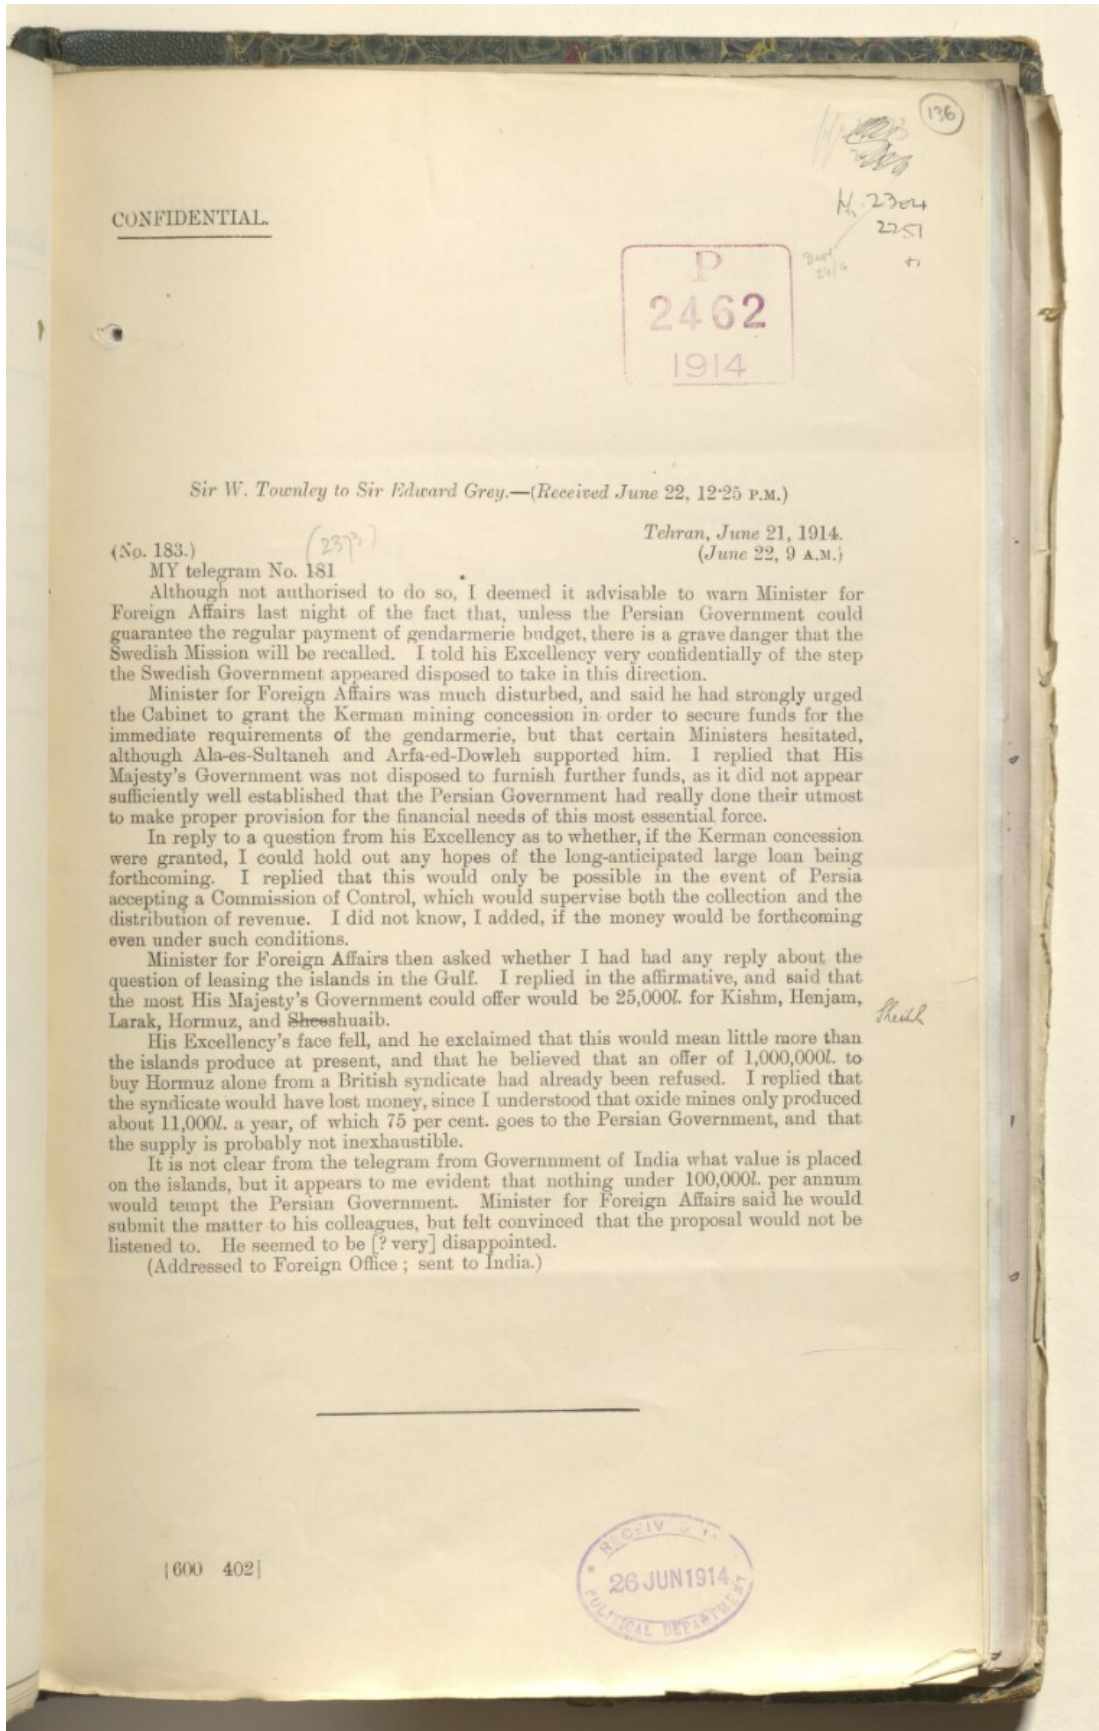 136
H. 2304
2251
CONFIDENTIAL.
P
2462
1914
Sir W. Townley to Sir Edward Grey.—(Received June 22, 12·25 P.M.)
(2373)
Tehran, June 21, 1914.
(No. 183.)
(June 22, 9 A.M.)
MY telegram No. 181
Although not authorised to do so, I deemed it advisable to warn Minister for
Foreign Affairs last night of the fact that, unless the Persian Government could
guarantee the regular payment of gendarmerie budget, there is a grave danger that the
Swedish Mission will be recalled. I told his Excellency very confidentially of the step
the Swedish Government appeared disposed to take in this direction.
Minister for Foreign Affairs was much disturbed, and said he had strongly urged
the Cabinet to grant the Kerman mining concession in order to secure funds for the
immediate requirements of the gendarmerie, but that certain Ministers hesitated,
although Ala-es-Sultaneh and Arfa-ed-Dowleh supported him. I replied that His
Majesty's Government was not disposed to furnish further funds, as it did not appear
sufficiently well established that the Persian Government had really done their utmost
to make proper provision for the financial needs of this most essential force.
In reply to a question from his Excellency as to whether, if the Kerman concession
were granted, I could hold out any hopes of the long-anticipated large loan being
forthcoming. I replied that this would only be possible in the event of Persia
accepting a Commission of Control, which would supervise both the collection and the
distribution of revenue. I did not know, I added, if the money would be forthcoming
even under such conditions.
Minister for Foreign Affairs then asked whether I had had any reply about the
question of leasing the islands in the Gulf. I replied in the affirmative, and said that
the most His Majesty's Government could offer would be 25,000l. for Kishm, Henjam,
Larak, Hormuz, and Sheeshuaib.
Sheikh
His Excellency's face fell, and he exclaimed that this would mean little more than
the islands produce at present, and that he believed that an offer of 1,000,000l. to
buy Hormuz alone from a British syndicate had already been refused. I replied that
the syndicate would have lost money, since I understood that oxide mines only produced
about 11,000l. a year, of which 75 per cent. goes to the Persian Government, and that
the supply is probably not inexhaustible.
It is not clear from the telegram from Government of India what value is placed
on the islands, but it appears to me evident that nothing under 100,000l. per annum
would tempt the Persian Government. Minister for Foreign Affairs said he would
submit the matter to his colleagues, but felt convinced that the proposal would not be
listened to. He seemed to be [? very] disappointed.
(Addressed to Foreign Office ; sent to India.)
[600 402]
26 JUN 1914
POLITICAL DEPARTMENT